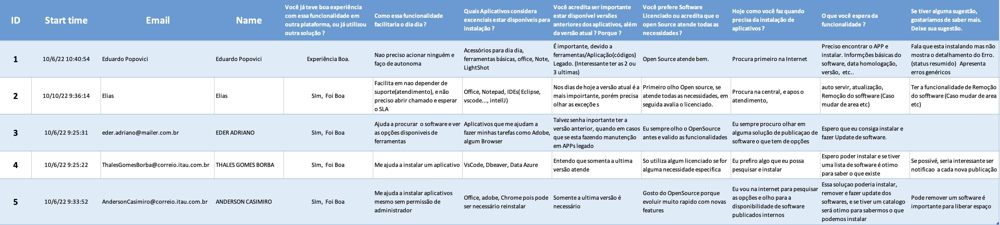 ID
Start time
Email
Name
Você já teve boa experiência
com essa funcionalidade em
outra plataforma, ou já utilizou
outra solução ?
Como essa funcionalidade
facilitaria o dia dia ?
Quais Aplicativos considera
excenciais estar disponíveis para
instalação ?
Você acredita ser importante
estar disponível versões
anteriores dos aplicativos, além
da versão atual ? Porque ?
Você prefere Software
Licenciado ou acredita que o
open Source atende todas as
necessidades ?
Hoje como você faz quando
precisa da instalação de
aplicativos ?
O que você espera da
funcionalidade ?
Se tiver alguma sugestão,
gostaríamos de saber mais.
Deixe sua sugestão.
1
10/6/22 10:40:54
Eduardo Popovici
Eduardo Popovici
Experiência Boa.
Nao preciso acionar ninguém e
faço de autonoma
Acessórios para dia dia,
ferramentas básicas, office, Note,
LightShot
É importante, devido a
ferramentas/Aplicação(códigos)
Legado. (Interessante ter as 2 ou
3 ultimas)
Open Source atende bem.
Procura primeiro na Internet
Preciso encontrar o APP e
instalar. Informções básicas do
software, data homologação,
versão, etc..
Fala que esta instalando mas não
mostra o detalhamento do Erro.
(status resumido) Apresenta
erros genéricos
2
10/10/22 9:36:14
Elias
Elias
SIm, Foi Boa
Facilita em nao depender de
suporte(atendimento), e não
preciso abrir chamado e esperar
o SLA
Office, Notepad, IDEs( Eclipse,
vscode..., intellJ)
Nos dias de hoje a versão atual é a
mais impoirtante, porém precisa
olhar as exceçõe s
Primeiro olho Open source, se
atende todas as necessidades, em
seguida avalia o licenciado.
Procura na central, e apos o
atendimento,
auto servir, atualização,
Remoção do sofftware (Caso
mudar de area etc)
Ter a funcionalidade de Remoção
do sofftware (Caso mudar de area
etc)
3
10/6/22 9:25:31
eder.adriano@mailer.com.br
EDER ADRIANO
SIm, Foi Boa
Ajuda a procurar o software e ver
as opções disponiveis de
ferramentas
Aplicativos que me ajudam a
fazer minhas tarefas como Adobe,
algum Browser
Talvez senha inportante ter a
versão anterior, quando em casos
que se esta fazendo manutenção
em APPs legado
Eu sempre olho o OpenSource
antes e valido as funcionalidades
Eu sempre procuro olhar em
alguma solução de publicaçao de
software o que tem de opções
Espero que eu consiga instalar e
fazer Update de software.
4
10/6/22 9:25:22
ThalesGomesBorba@correio.itau.com.br
THALES GOMES BORBA
SIm, Foi Boa
Me ajuda a instalar um aplicativo
VsCode, Dbeaver, Data Azure
Entendo que somenta a ultima
versão atende
So utiliza algum licenciado se for
alguma necessidade especifica
Eu prefiro algo que eu possa
pesquisar e instalar
Espero poder instalar e se tiver
uma lista de software é otimo
para saber o que existe
Se possivé, seria interessante ser
notificao a cada nova publicação
5
10/6/22 9:33:52
AndersonCasimiro@correio.itau.com.br
ANDERSON CASIMIRO
SIm, Foi Boa
Me ajuda a instalar aplicativos
mesmo sem permissão de
administrador
Office, adobe, Chrome pois pode
ser necessário reinstalar
Somente a ultima versão é
necessário
Gosto do OpenSource porque
evoluir muito rapido com novas
features
Eu vou na internet para pesquisar
as opções e olho para a
disponibilidade de software
publicados internos
Essa soluçao poderia instalar,
remover e fazer update dos
softwares, e se tiver um catalogo
será otimo para sabermos o que
podemos instalar
Pode remover um software é
importante para liberar espaço